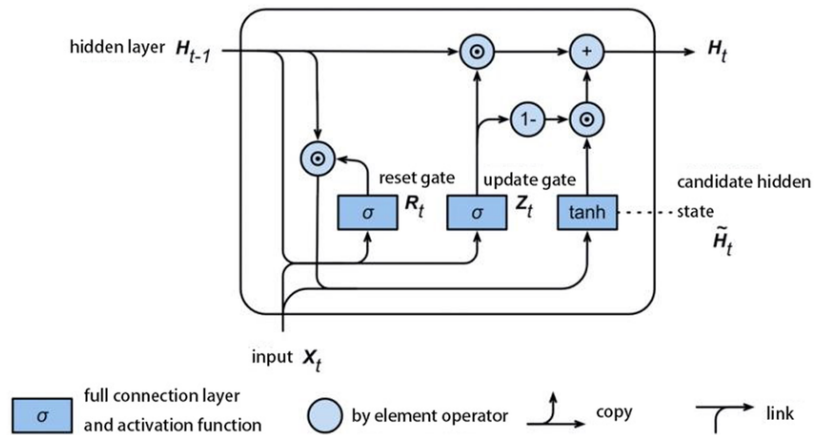 hidden layer H_{t-1}
H_t
+
1-
reset gate
R_t
update gate
Z_t
candidate hidden
state
H̃_t
σ
σ
tanh
input X_t
σ
full connection layer
and activation function
by element operator
copy
link